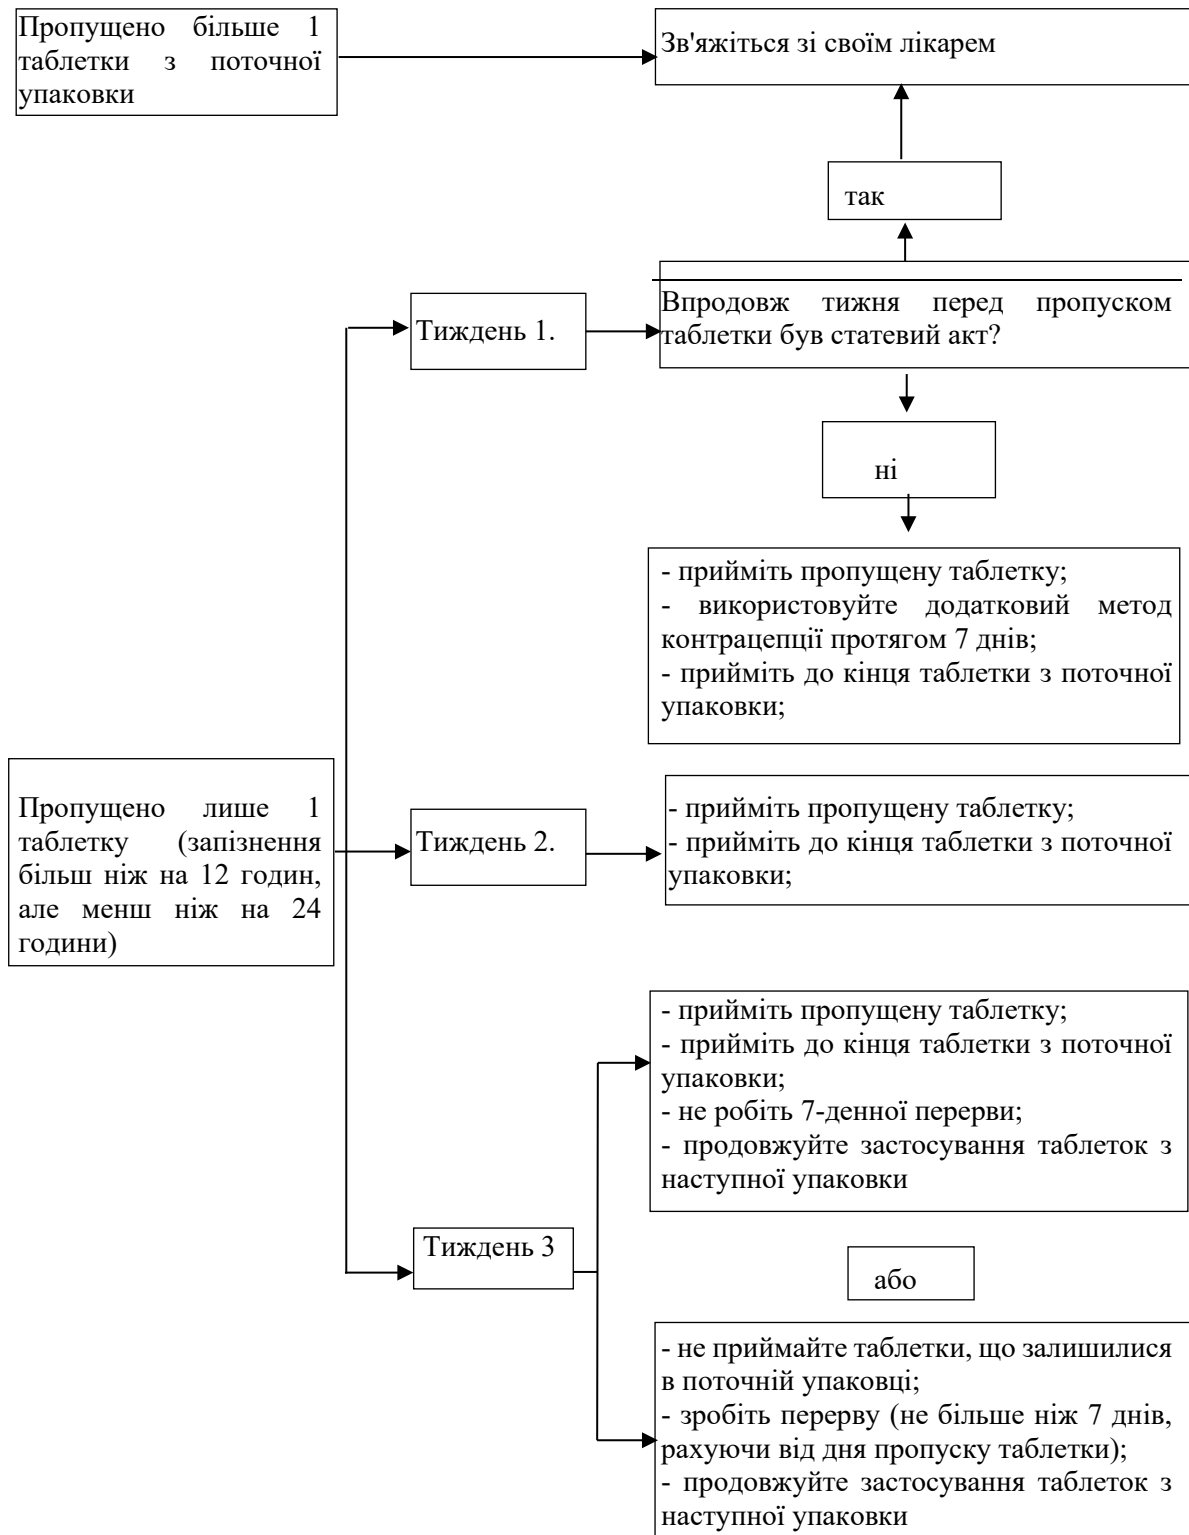 Пропущено більше 1
таблетки з поточної
упаковки
Зв'яжіться зі своїм лікарем
так
Впродовж тижня перед пропуском
таблетки був статевий акт?
Тиждень 1.
ні
- прийміть пропущену таблетку;
- використовуйте додатковий метод
контрацепції протягом 7 днів;
- прийміть до кінця таблетки з поточної
упаковки;
Пропущено лише 1
таблетку (запізнення
більш ніж на 12 годин,
але менш ніж на 24
години)
Тиждень 2.
- прийміть пропущену таблетку;
- прийміть до кінця таблетки з поточної
упаковки;
- прийміть пропущену таблетку;
- прийміть до кінця таблетки з поточної
упаковки;
- не робіть 7-денної перерви;
- продовжуйте застосування таблеток з
наступної упаковки
Тиждень 3
або
- не приймайте таблетки, що залишилися
в поточній упаковці;
- зробіть перерву (не більше ніж 7 днів,
рахуючи від дня пропуску таблетки);
- продовжуйте застосування таблеток з
наступної упаковки